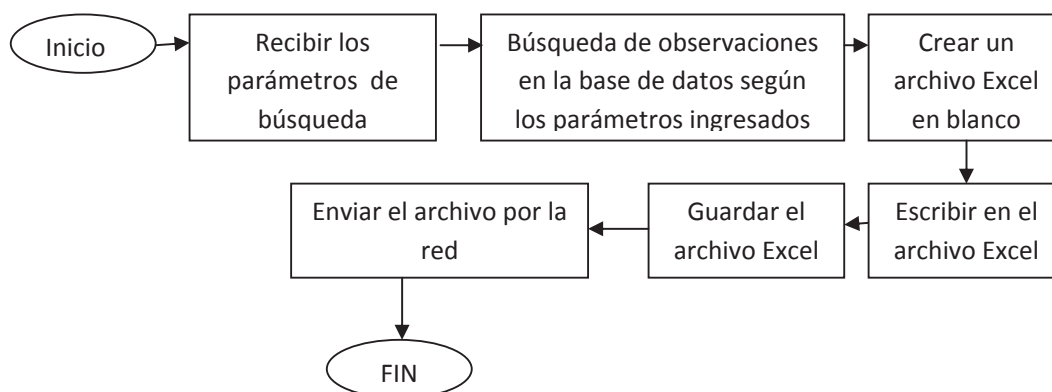 Inicio
Recibir los
parámetros de
búsqueda
Búsqueda de observaciones
en la base de datos según
los parámetros ingresados
Crear un
archivo Excel
en blanco
Escribir en el
archivo Excel
Guardar el
archivo Excel
Enviar el archivo por la
red
FIN